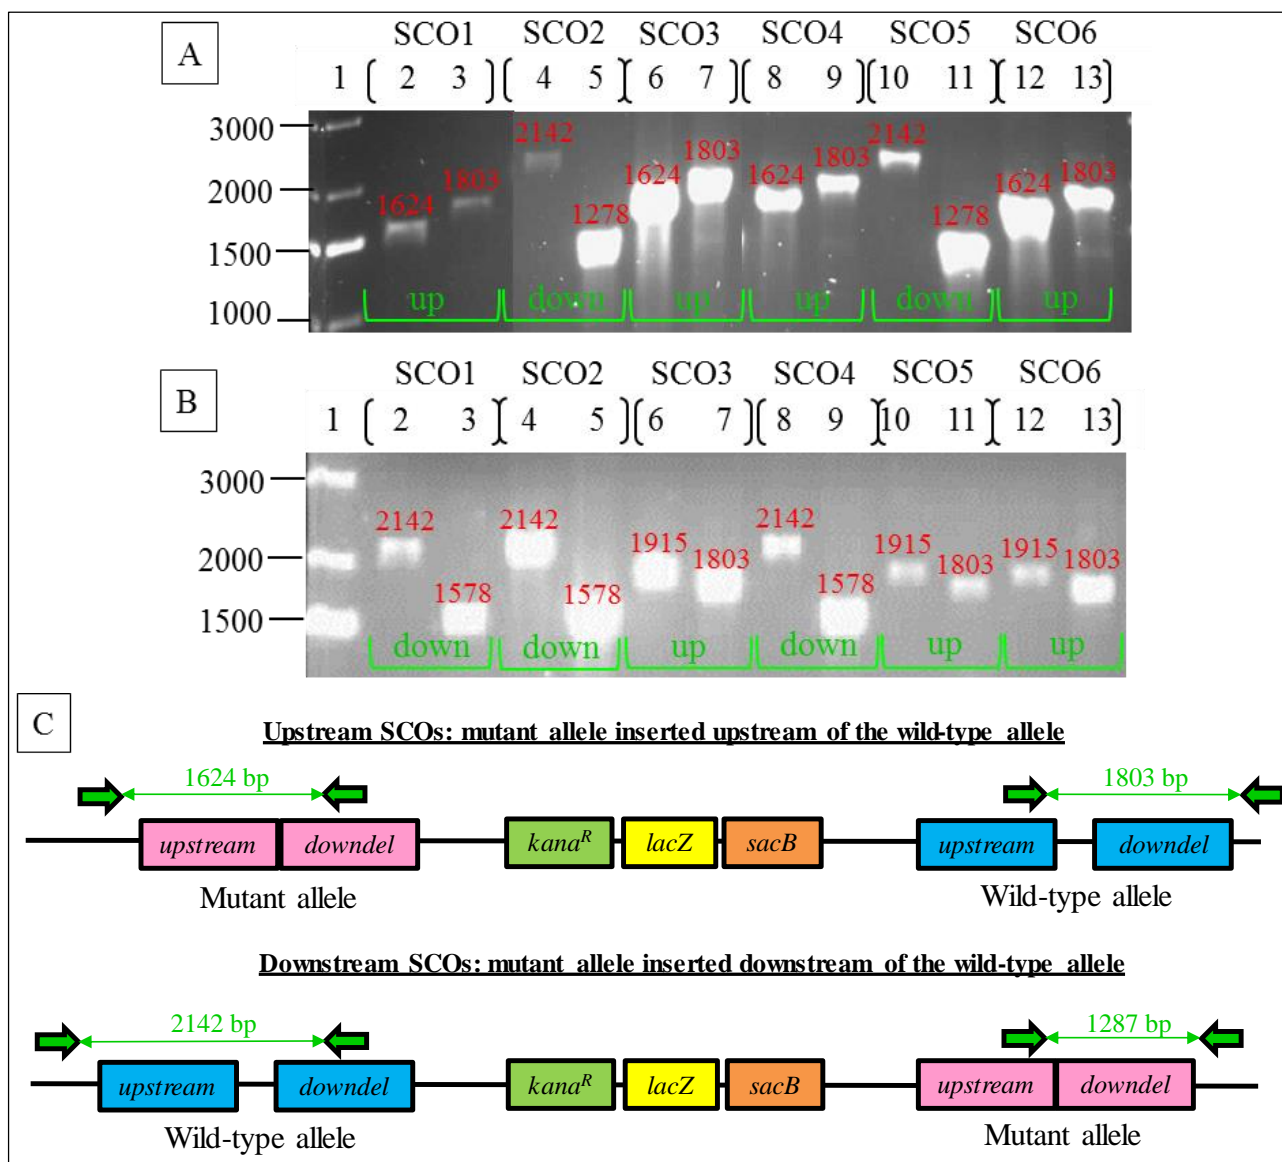 A
SCO1 SCO2 SCO3 SCO4 SCO5 SCO6
1 ( 2 3 ) ( 4 5 ) ( 6 7 ) ( 8 9 ) ( 10 11 ) ( 12 13 )
3000
2000
1500
1000
1624 1803 2142 1278 1624 1803 1624 1803 2142 1278 1624 1803
up down up up down up
B
SCO1 SCO2 SCO3 SCO4 SCO5 SCO6
1 ( 2 3 ) ( 4 5 ) ( 6 7 ) ( 8 9 ) ( 10 11 ) ( 12 13 )
3000
2000
1500
2142 1578 2142 1578 1915 1803 2142 1578 1915 1803 1915 1803
down down up down up up
C
Upstream SCOs: mutant allele inserted upstream of the wild-type allele
1624 bp 1803 bp
upstream downdel kanaᴿ lacZ sacB upstream downdel
Mutant allele Wild-type allele
Downstream SCOs: mutant allele inserted downstream of the wild-type allele
2142 bp 1287 bp
upstream downdel kanaᴿ lacZ sacB upstream downdel
Wild-type allele Mutant allele